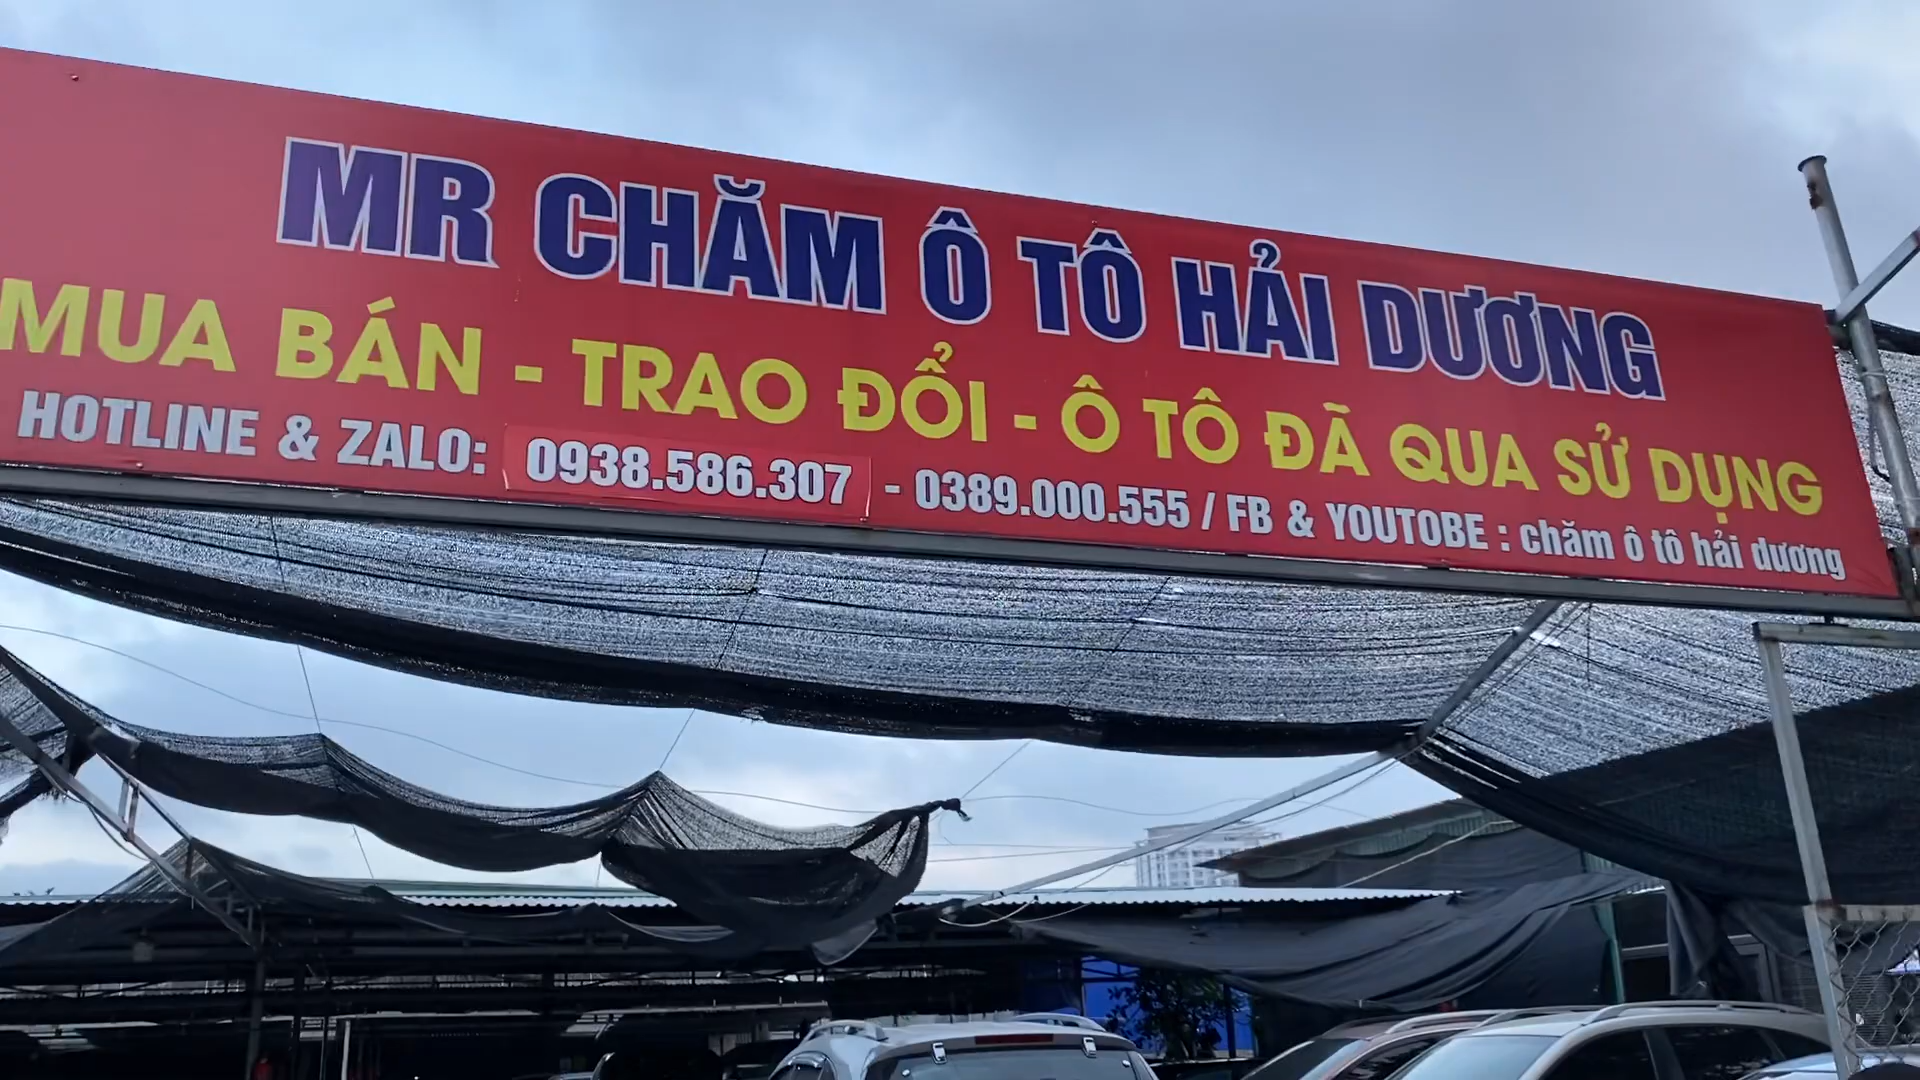 MR CHĂM Ô TÔ HẢI DƯƠNG
MUA BÁN - TRAO ĐỔI - Ô TÔ ĐÃ QUA SỬ DỤNG
HOTLINE & ZALO: 0938.586.307 - 0389.000.555 / FB & YOUTOBE : chăm ô tô hải dương